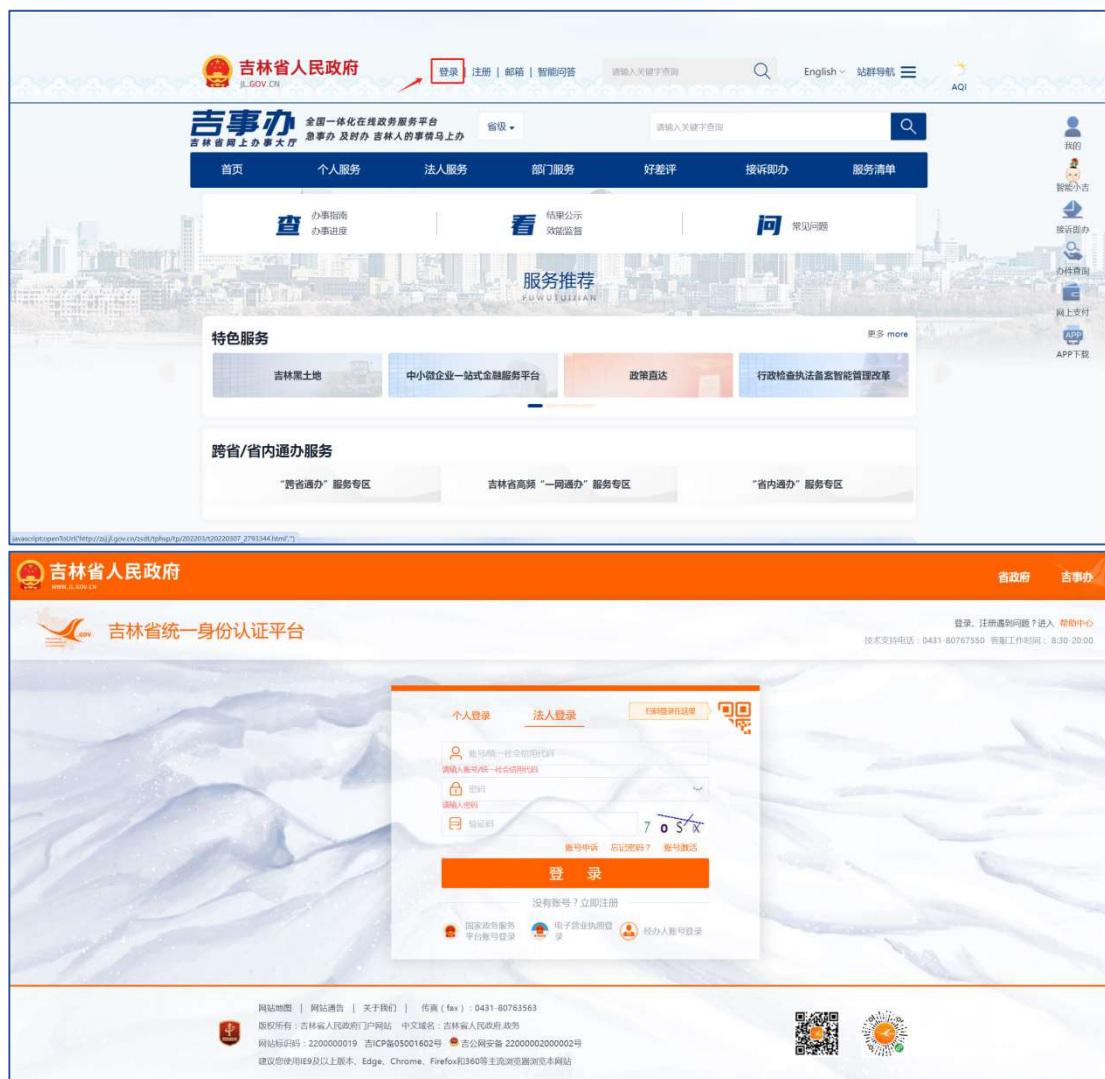 吉林省人民政府
JL.GOV.CN
登录 | 注册 | 邮箱 | 智能问答
请输入关键字查询
English
站群导航
AQI
吉事办
吉林省网上办事大厅
全国一体化在线政务服务平台
急事办 及时办 吉林人的事情马上办
省级
请输入关键字查询
首页 个人服务 法人服务 部门服务 好差评 接诉即办 服务清单
我的
智能小吉
接诉即办
办件查询
网上支付
APP
APP下载
查 办事指南
办事进度
看 结果公示
效能监督
问 常见问题
服务推荐
FUWUTUIJIAN
特色服务
更多 more
吉林黑土地 中小微企业一站式金融服务平台 政策直达 行政检查执法备案智能管理改革
跨省/省内通办服务
“跨省通办”服务专区 吉林省高频“一网通办”服务专区 “省内通办”服务专区
javascript:openToUrl("http://zsj.jl.gov.cn/zsdt/tphsp/tp/202203/t20220307_2793344.html","")
吉林省人民政府
WWW.JL.GOV.CN
省政府 吉事办
.GOV
吉林省统一身份认证平台
登录、注册遇到问题?进入 帮助中心
技术支持电话:0431-80767550 客服工作时间: 8:30-20:00
个人登录 法人登录 扫码登录在这里
账号/统一社会信用代码
请输入账号/统一社会信用代码
密码
请输入密码
验证码
7 o S X
账号申诉 忘记密码? 账号激活
登 录
没有账号?立即注册
国家政务服务
平台账号登录
电子营业执照登
录
经办人账号登录
网站地图 | 网站通告 | 关于我们 | 传真(fax):0431-80763563
版权所有:吉林省人民政府门户网站 中文域名:吉林省人民政府.政务
网站标识码:2200000019 吉ICP备05001602号 吉公网安备 22000002000002号
建议您使用IE9及以上版本、Edge、Chrome、Firefox和360等主流浏览器浏览本网站